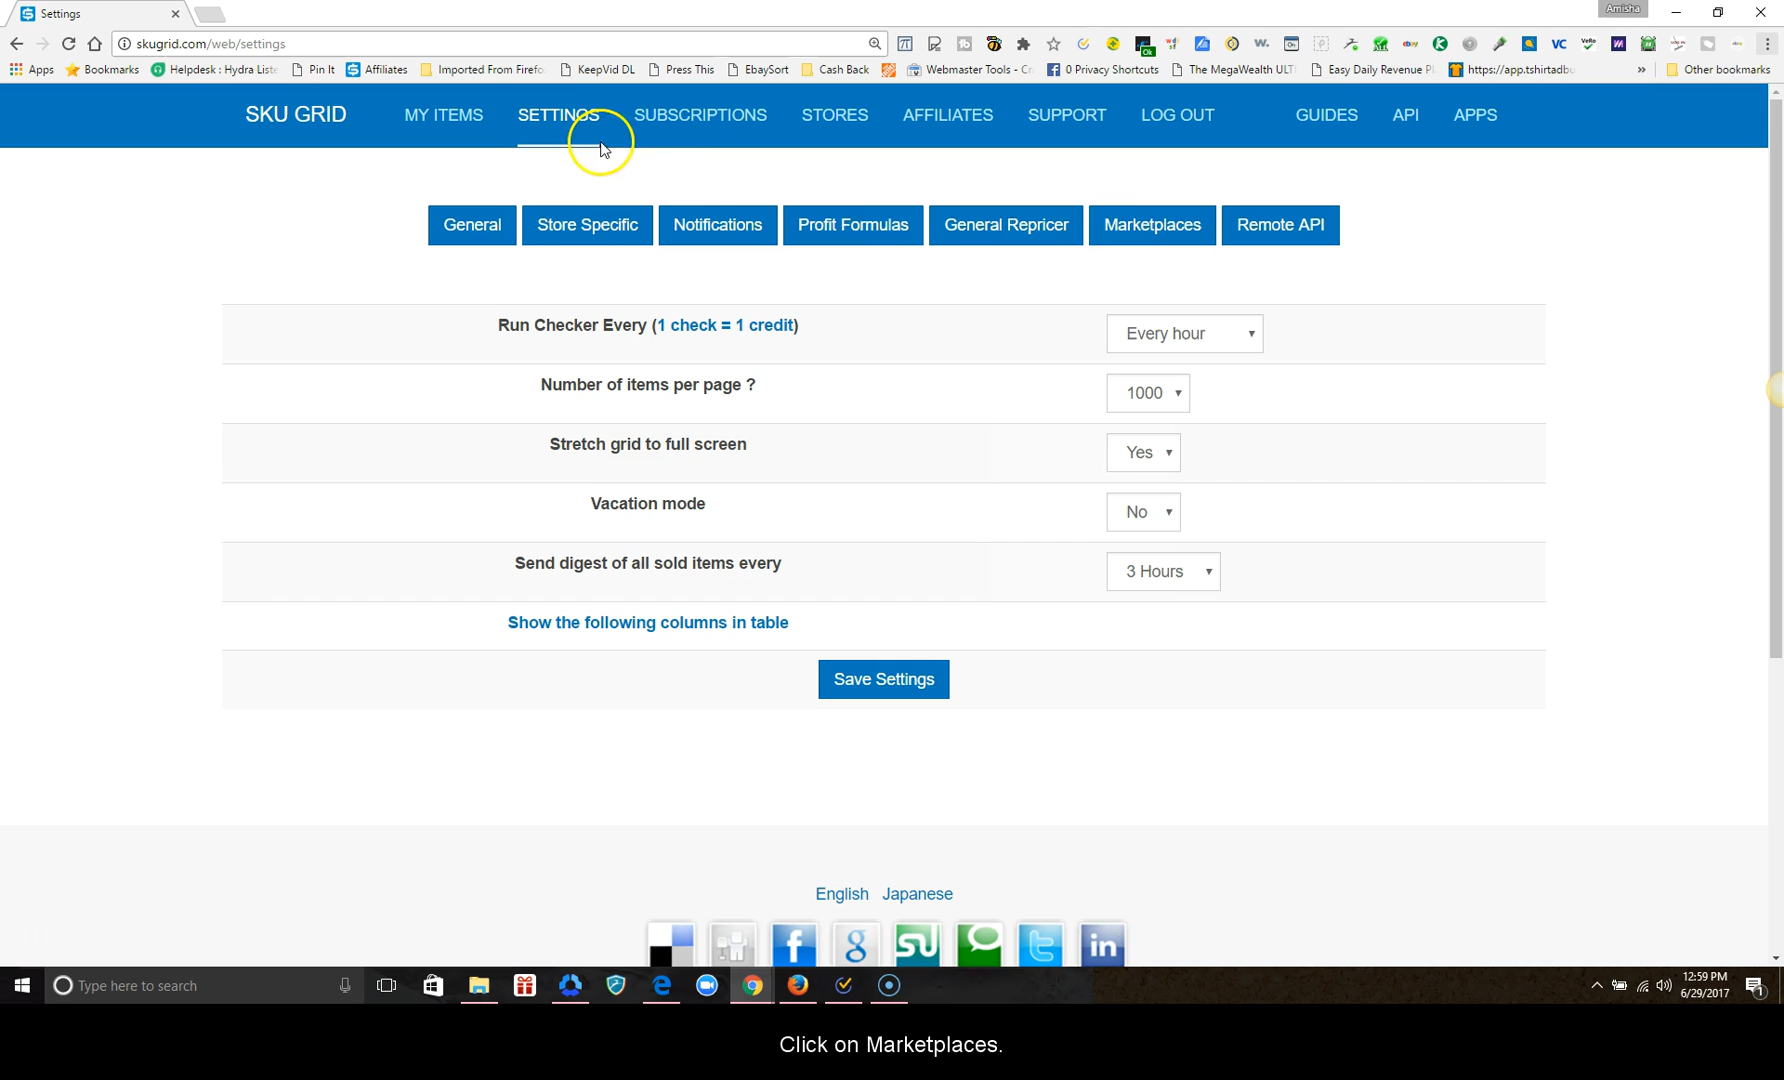 Settings
Amisha
skugrid.com/web/settings
Apps Bookmarks Helpdesk : Hydra Liste Pin It Affiliates Imported From Firefo KeepVid DL Press This EbaySort Cash Back Webmaster Tools - Cr 0 Privacy Shortcuts The MegaWealth ULTI Easy Daily Revenue Pl https://app.tshirtadbu » Other bookmarks
SKU GRID MY ITEMS SETTINGS SUBSCRIPTIONS STORES AFFILIATES SUPPORT LOG OUT GUIDES API APPS
General Store Specific Notifications Profit Formulas General Repricer Marketplaces Remote API
Run Checker Every (1 check = 1 credit) Every hour
Number of items per page ? 1000
Stretch grid to full screen Yes
Vacation mode No
Send digest of all sold items every 3 Hours
Show the following columns in table
Save Settings
English Japanese
Type here to search
12:59 PM
6/29/2017
Click on Marketplaces.